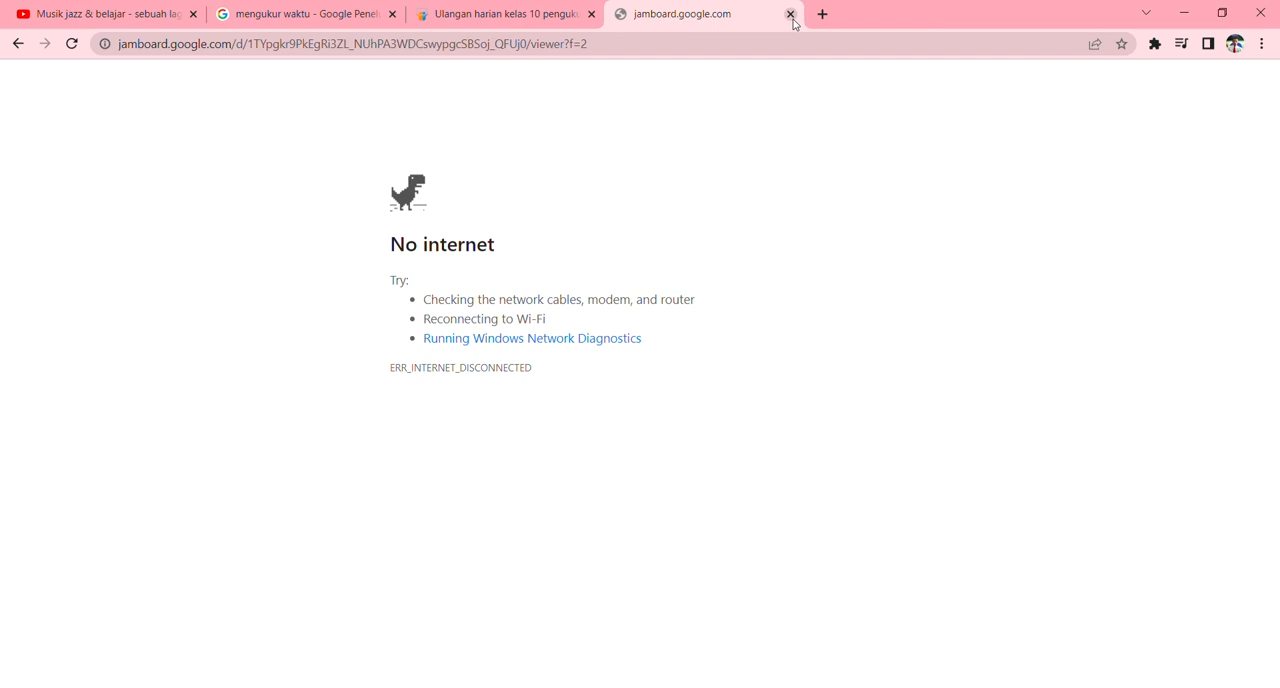 Musik jazz & belajar - sebuah lag
mengukur waktu - Google Penel
Ulangan harian kelas 10 penguku
jamboard.google.com
jamboard.google.com/d/1TYpgkr9PkEgRi3ZL_NUhPA3WDCswypgcSBSoj_QFUj0/viewer?f=2
No internet
Try:
Checking the network cables, modem, and router
Reconnecting to Wi-Fi
Running Windows Network Diagnostics
ERR_INTERNET_DISCONNECTED